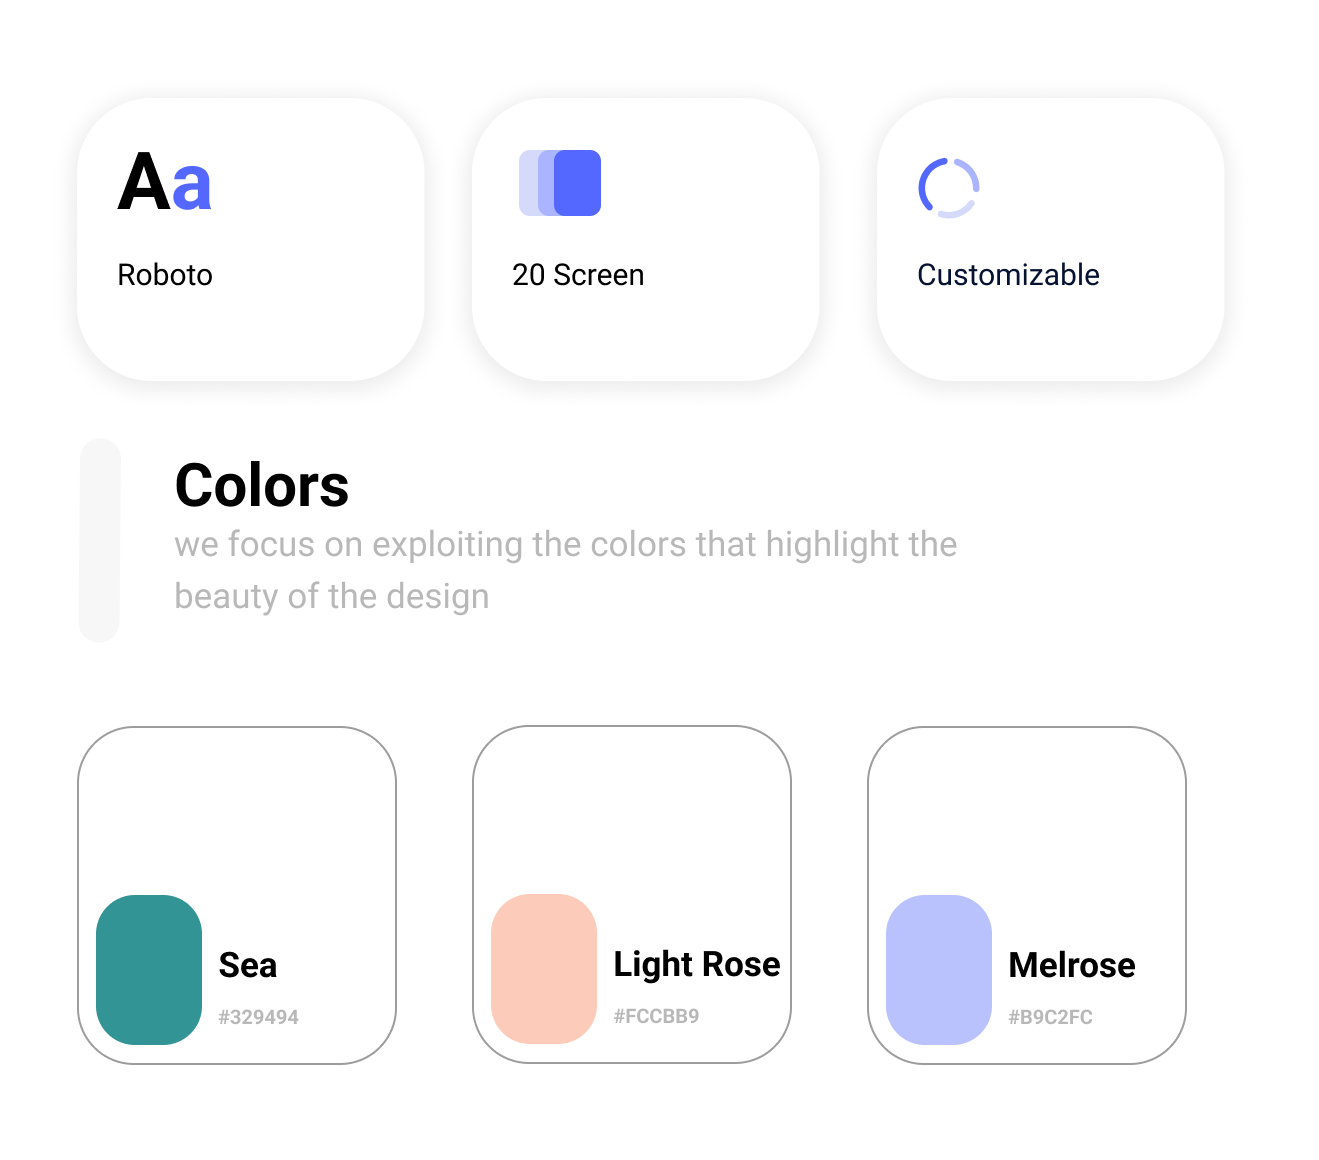 Aa
Roboto
20 Screen
Customizable
Colors
we focus on exploiting the colors that highlight the
beauty of the design
Sea
#329494
Light Rose
#FCCBB9
Melrose
#B9C2FC